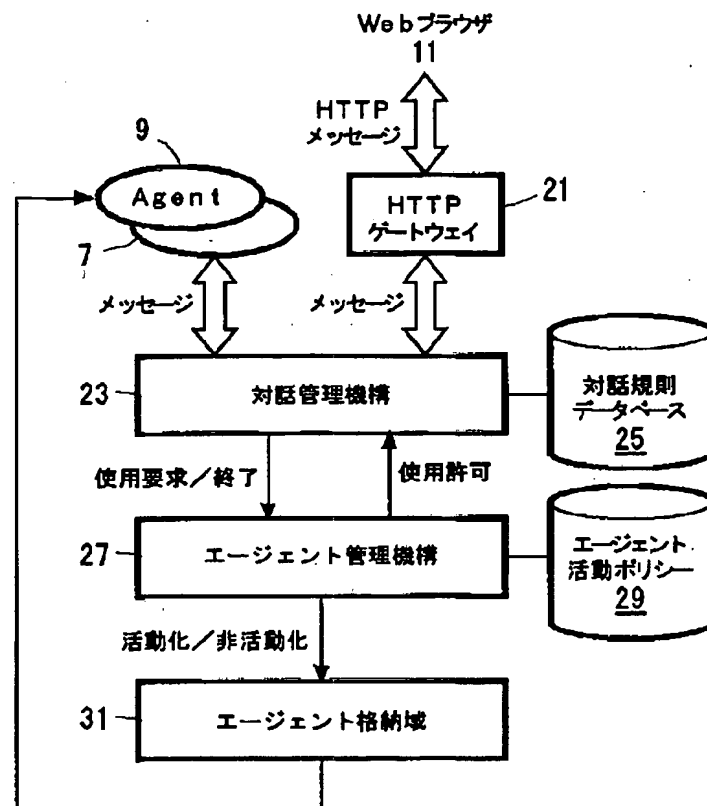 Webブラウザ
11
HTTP
メッセージ
9
Agent
7
21
HTTP
ゲートウェイ
メッセージ
メッセージ
23
対話管理機構
対話規則
データベース
25
使用要求/終了
使用許可
27
エージェント管理機構
エージェント
活動ポリシー
29
活動化/非活動化
31
エージェント格納域